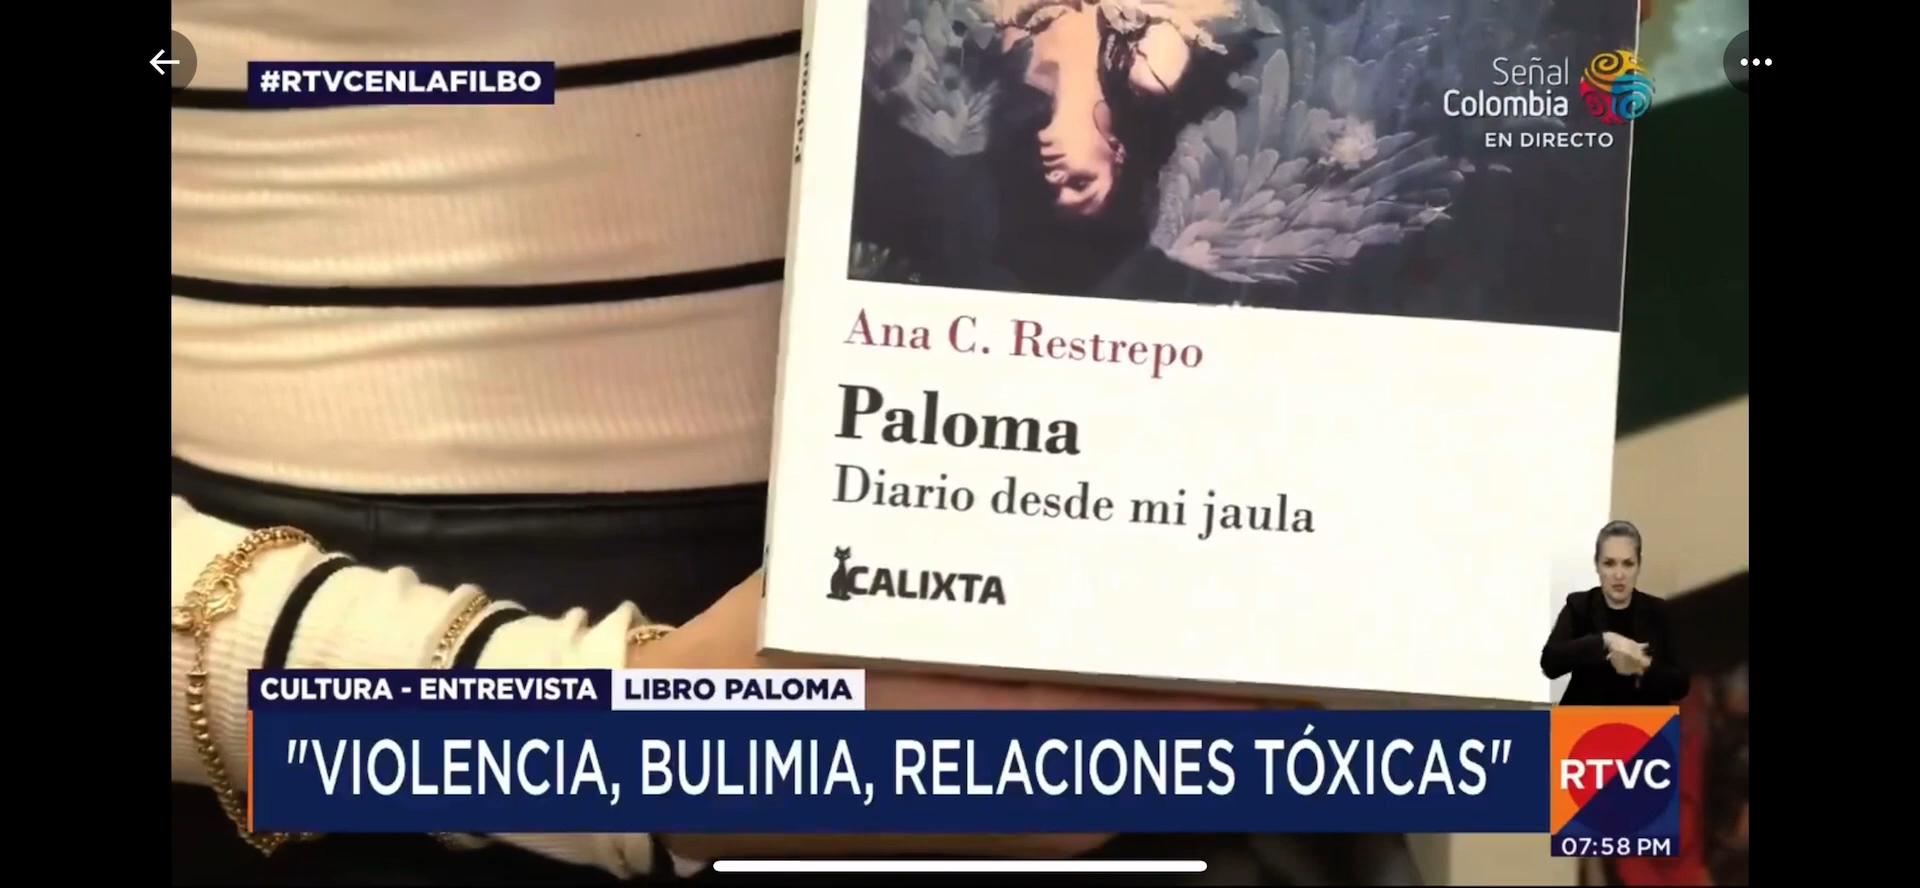 #RTVCENLAFILBO
Señal
Colombia
EN DIRECTO
Paloma
Ana C. Restrepo
Paloma
Diario desde mi jaula
CALIXTA
CULTURA - ENTREVISTA LIBRO PALOMA
"VIOLENCIA, BULIMIA, RELACIONES TÓXICAS"
RTVC
07:58 PM